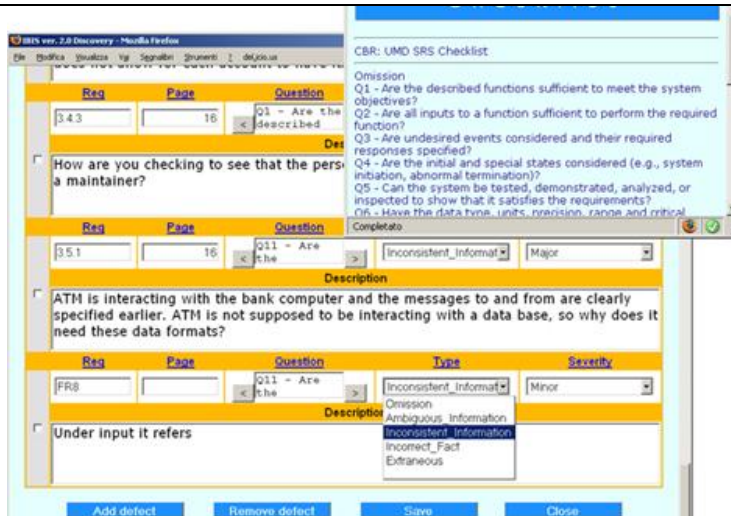 IBIS ver. 2.0 Discovery - Mozilla Firefox
File Modifica Visualizza Vai Segnalibri Strumenti ? del.icio.us
does not allow for each account to have
Req Page Question
3.4.3 16 < Q1 - Are the
described
Des
How are you checking to see that the pers
a maintainer?
CBR: UMD SRS Checklist
Omission
Q1 - Are the described functions sufficient to meet the system
objectives?
Q2 - Are all inputs to a function sufficient to perform the required
function?
Q3 - Are undesired events considered and their required
responses specified?
Q4 - Are the initial and special states considered (e.g., system
initiation, abnormal termination)?
Q5 - Can the system be tested, demonstrated, analyzed, or
inspected to show that it satisfies the requirements?
Q6 - Have the data type, units, precision, range and critical
Completato
Req Page Question
3.5.1 16 < Q11 - Are
the > Inconsistent_Informat Major
Description
ATM is interacting with the bank computer and the messages to and from are clearly
specified earlier. ATM is not supposed to be interacting with a data base, so why does it
need these data formats?
Req Page Question Type Severity
FR8 < Q11 - Are
the > Inconsistent_Informat Minor
Description
Omission
Ambiguous_Information
Inconsistent_Information
Incorrect_Fact
Extraneous
Under input it refers
Add defect Remove defect Save Close